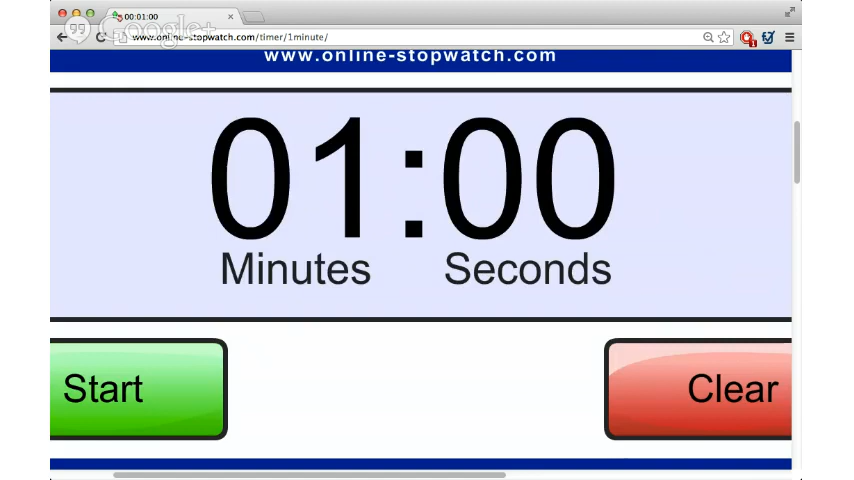 00:01:00
Google+
www.online-stopwatch.com/timer/1minute/
www.online-stopwatch.com
01:00
Minutes Seconds
Start Clear